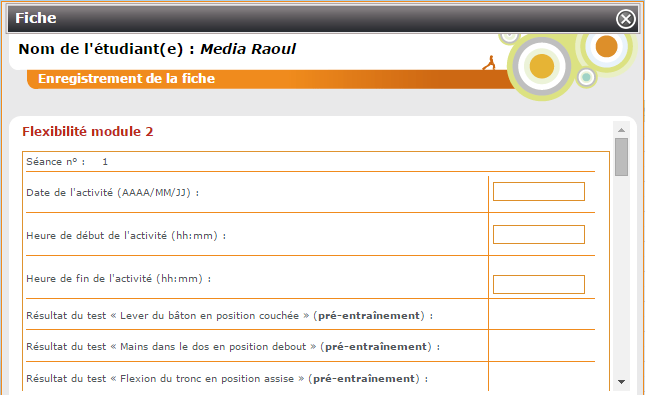 Fiche
Nom de l'étudiant(e) : Media Raoul
Enregistrement de la fiche
Flexibilité module 2
Séance n° : 1
Date de l'activité (AAAA/MM/JJ) :
Heure de début de l'activité (hh:mm) :
Heure de fin de l'activité (hh:mm) :
Résultat du test « Lever du bâton en position couchée » (pré-entraînement) :
Résultat du test « Mains dans le dos en position debout » (pré-entraînement) :
Résultat du test « Flexion du tronc en position assise » (pré-entraînement) :